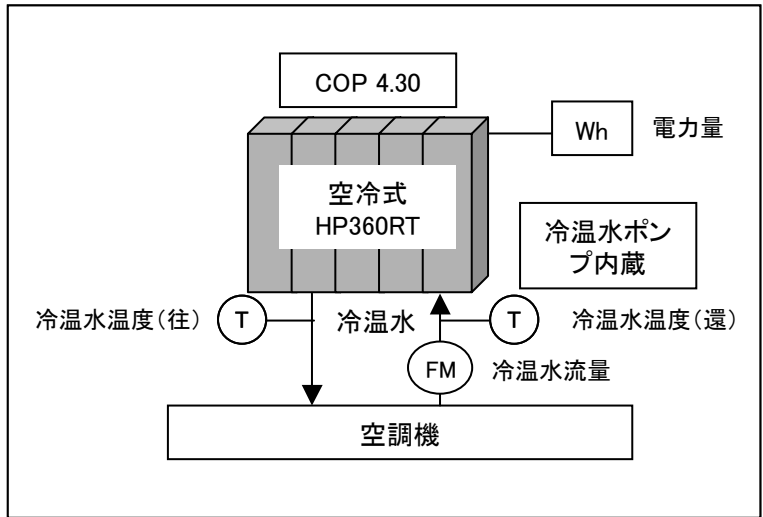 COP 4.30
Wh
電力量
空冷式
HP360RT
冷温水ポン
プ内蔵
冷温水温度(往)
T
冷温水
T
冷温水温度(還)
FM
冷温水流量
空調機